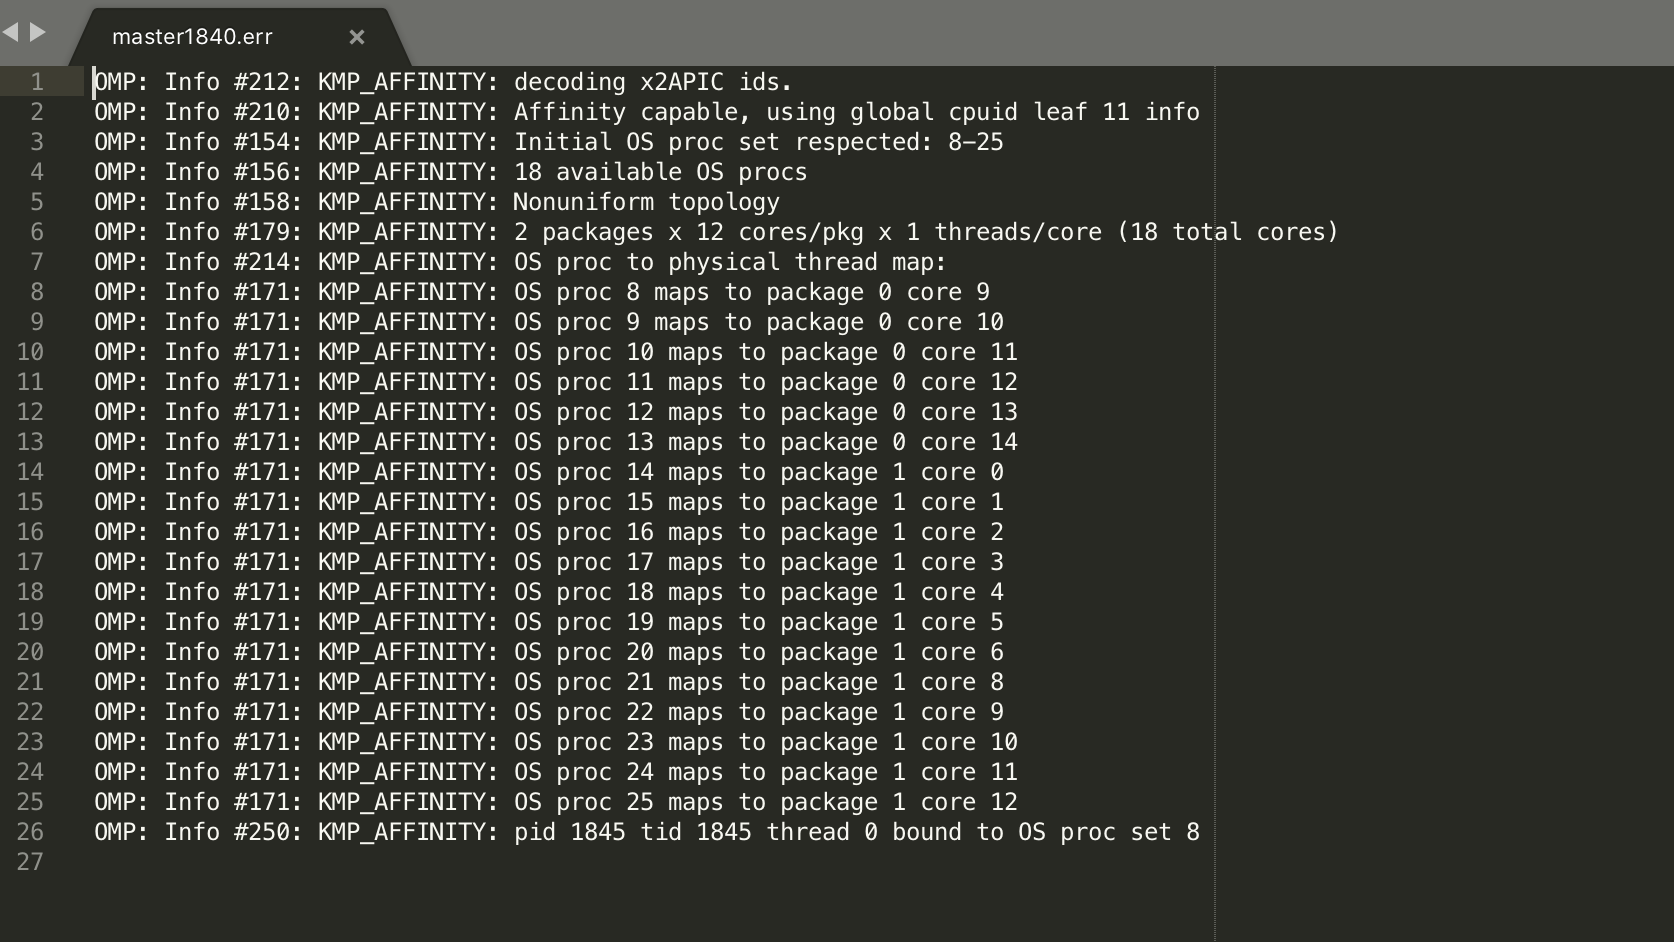 master1840.err ×
1 OMP: Info #212: KMP_AFFINITY: decoding x2APIC ids.
2 OMP: Info #210: KMP_AFFINITY: Affinity capable, using global cpuid leaf 11 info
3 OMP: Info #154: KMP_AFFINITY: Initial OS proc set respected: 8-25
4 OMP: Info #156: KMP_AFFINITY: 18 available OS procs
5 OMP: Info #158: KMP_AFFINITY: Nonuniform topology
6 OMP: Info #179: KMP_AFFINITY: 2 packages x 12 cores/pkg x 1 threads/core (18 total cores)
7 OMP: Info #214: KMP_AFFINITY: OS proc to physical thread map:
8 OMP: Info #171: KMP_AFFINITY: OS proc 8 maps to package 0 core 9
9 OMP: Info #171: KMP_AFFINITY: OS proc 9 maps to package 0 core 10
10 OMP: Info #171: KMP_AFFINITY: OS proc 10 maps to package 0 core 11
11 OMP: Info #171: KMP_AFFINITY: OS proc 11 maps to package 0 core 12
12 OMP: Info #171: KMP_AFFINITY: OS proc 12 maps to package 0 core 13
13 OMP: Info #171: KMP_AFFINITY: OS proc 13 maps to package 0 core 14
14 OMP: Info #171: KMP_AFFINITY: OS proc 14 maps to package 1 core 0
15 OMP: Info #171: KMP_AFFINITY: OS proc 15 maps to package 1 core 1
16 OMP: Info #171: KMP_AFFINITY: OS proc 16 maps to package 1 core 2
17 OMP: Info #171: KMP_AFFINITY: OS proc 17 maps to package 1 core 3
18 OMP: Info #171: KMP_AFFINITY: OS proc 18 maps to package 1 core 4
19 OMP: Info #171: KMP_AFFINITY: OS proc 19 maps to package 1 core 5
20 OMP: Info #171: KMP_AFFINITY: OS proc 20 maps to package 1 core 6
21 OMP: Info #171: KMP_AFFINITY: OS proc 21 maps to package 1 core 8
22 OMP: Info #171: KMP_AFFINITY: OS proc 22 maps to package 1 core 9
23 OMP: Info #171: KMP_AFFINITY: OS proc 23 maps to package 1 core 10
24 OMP: Info #171: KMP_AFFINITY: OS proc 24 maps to package 1 core 11
25 OMP: Info #171: KMP_AFFINITY: OS proc 25 maps to package 1 core 12
26 OMP: Info #250: KMP_AFFINITY: pid 1845 tid 1845 thread 0 bound to OS proc set 8
27